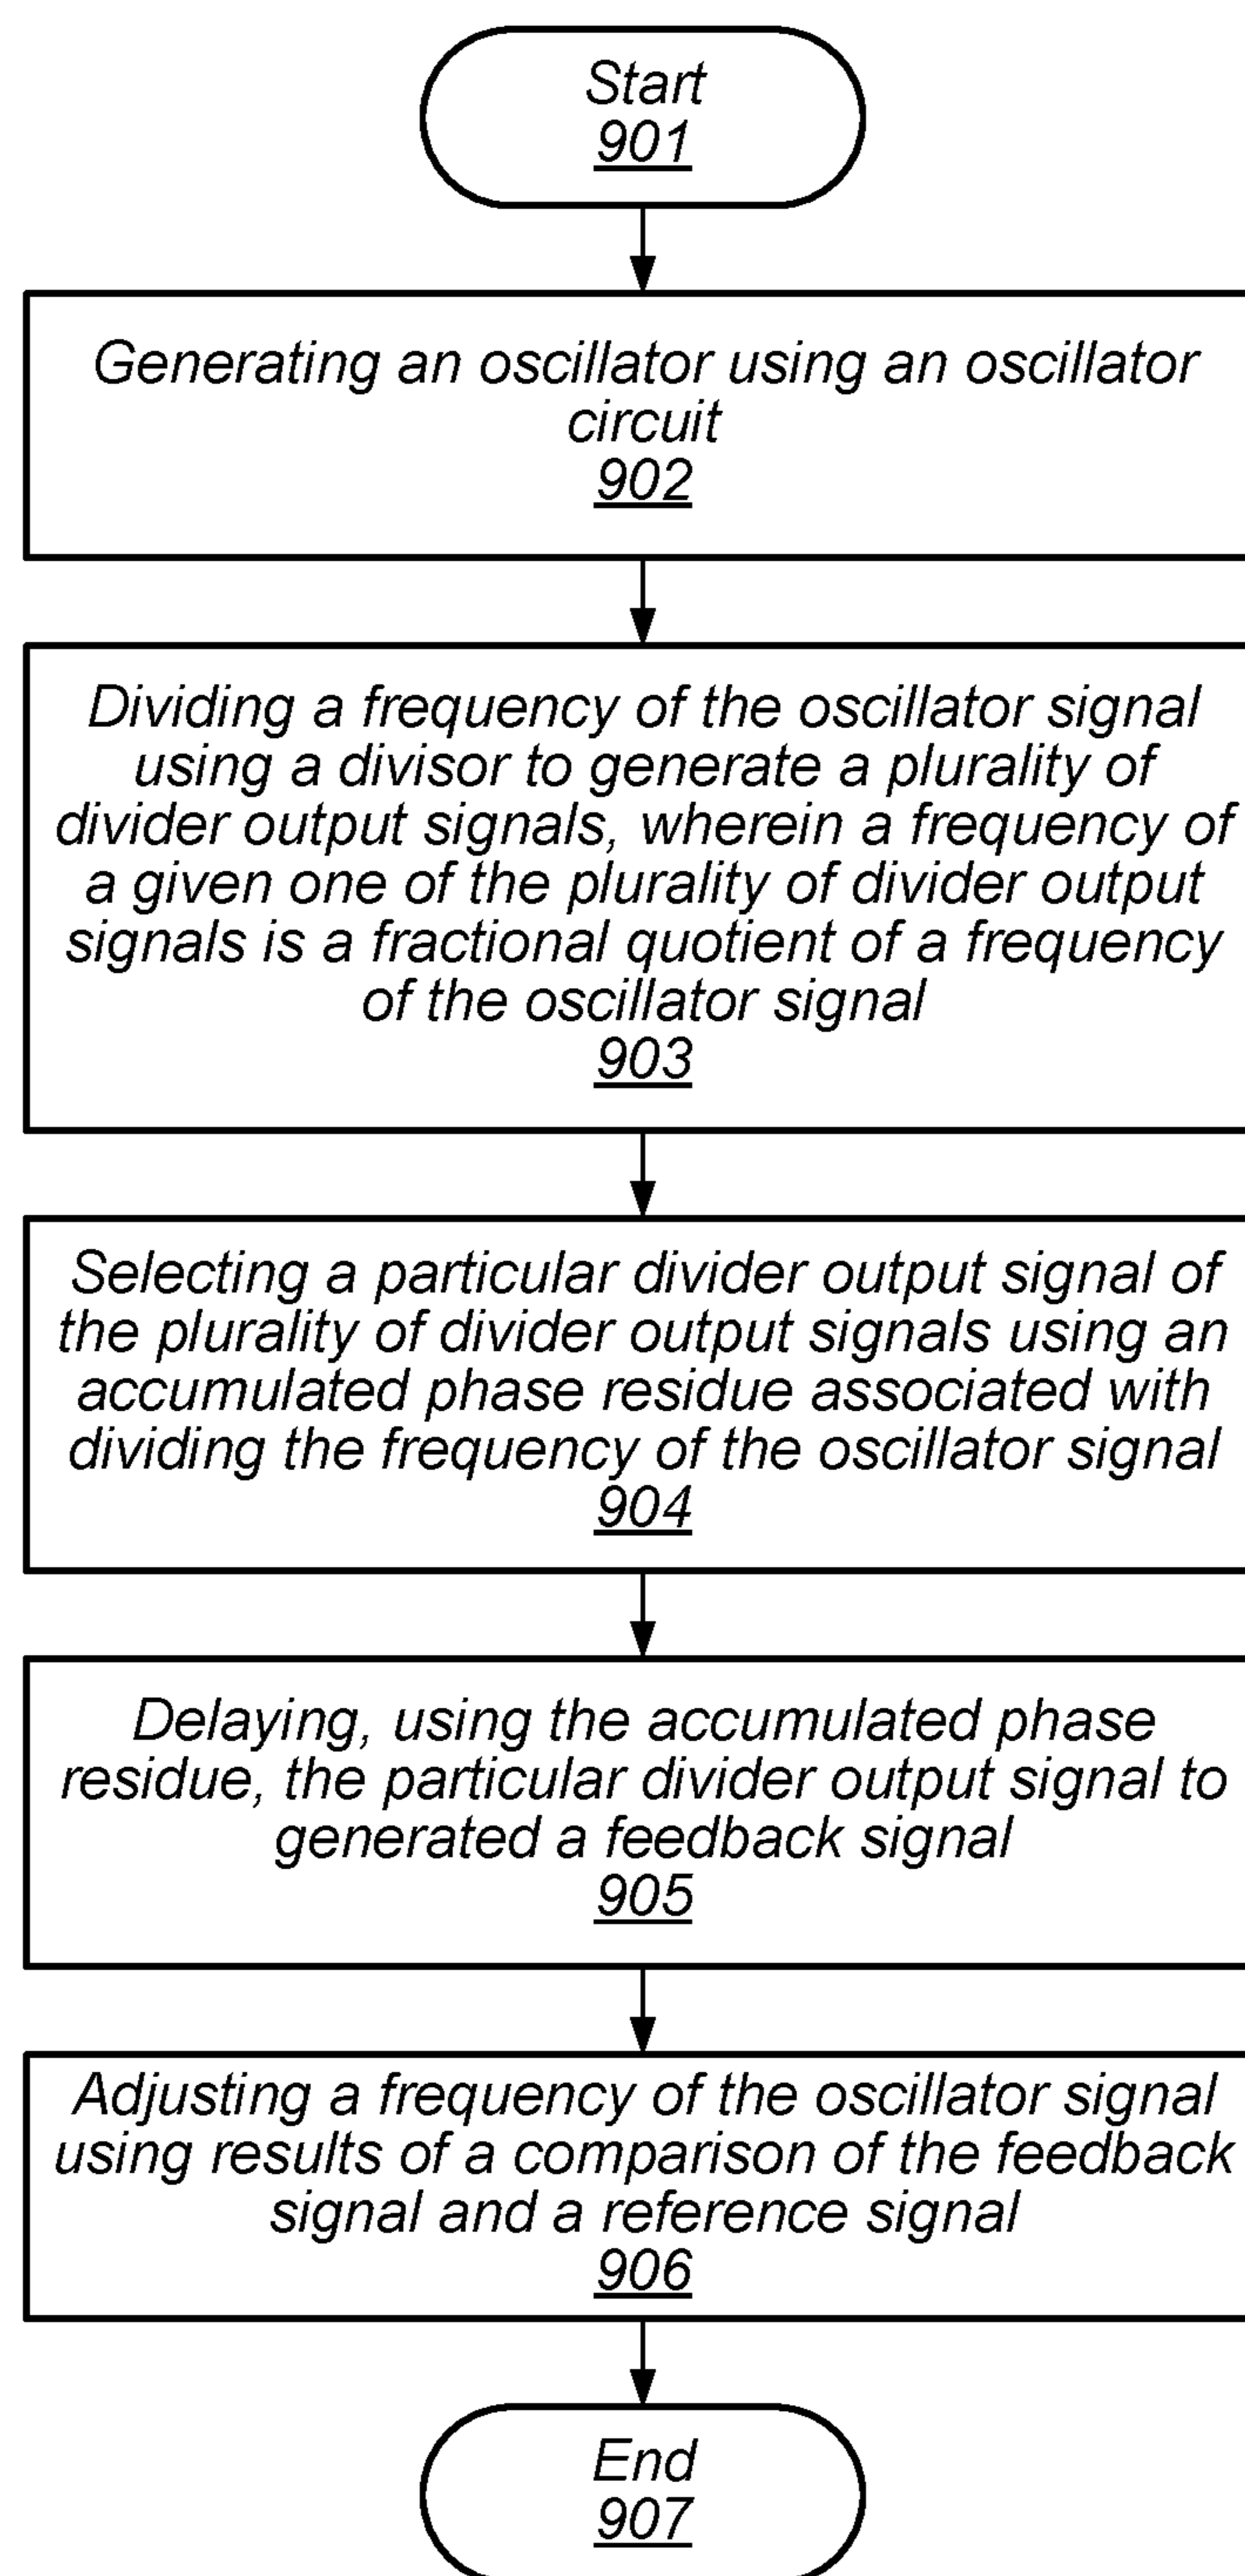 Start
901
Generating an oscillator using an oscillator
circuit
902
Dividing a frequency of the oscillator signal
using a divisor to generate a plurality of
divider output signals, wherein a frequency of
a given one of the plurality of divider output
signals is a fractional quotient of a frequency
of the oscillator signal
903
Selecting a particular divider output signal of
the plurality of divider output signals using an
accumulated phase residue associated with
dividing the frequency of the oscillator signal
904
Delaying, using the accumulated phase
residue, the particular divider output signal to
generated a feedback signal
905
Adjusting a frequency of the oscillator signal
using results of a comparison of the feedback
signal and a reference signal
906
End
907